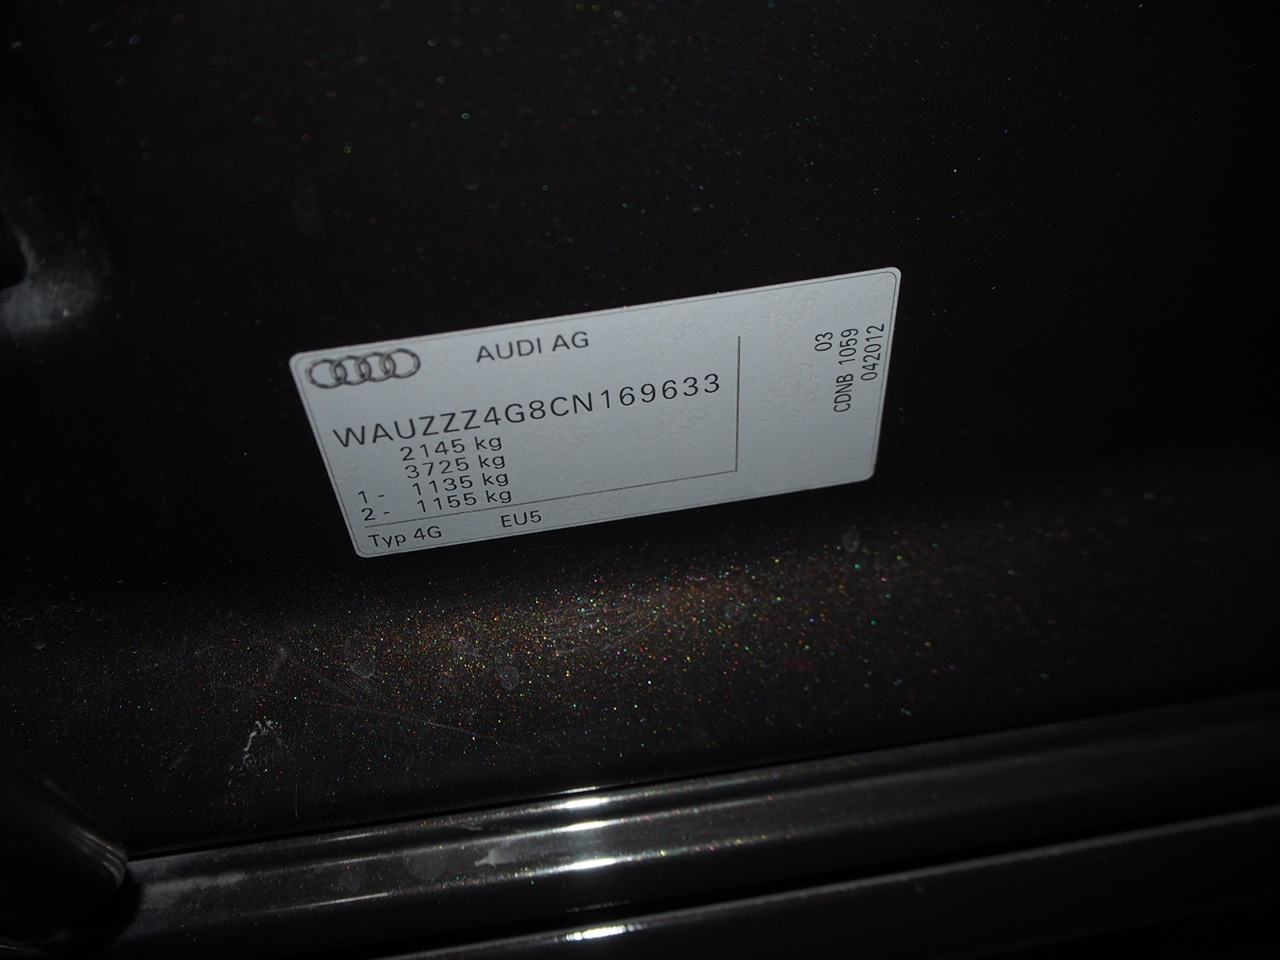 AUDI AG
WAUZZZ4G8CN169633
2145 kg
3725 kg
1 - 1135 kg
2 - 1155 kg
Typ 4G EU5
03
CDNB 1059
042012